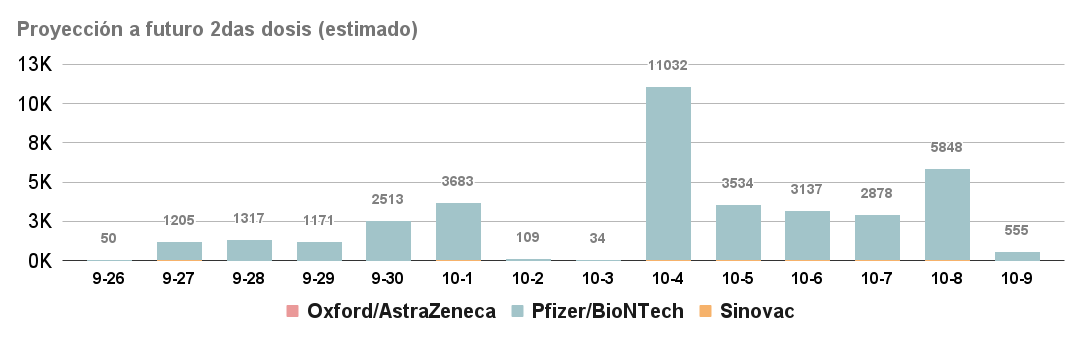 Proyección a futuro 2das dosis (estimado)
13K
11032
10K
8K
5848
5K
3683
3534
3137
2878
2513
3K
1205
1317
1171
555
50
109
34
0K
9-26 9-27 9-28 9-29 9-30 10-1 10-2 10-3 10-4 10-5 10-6 10-7 10-8 10-9
Oxford/AstraZeneca Pfizer/BioNTech Sinovac